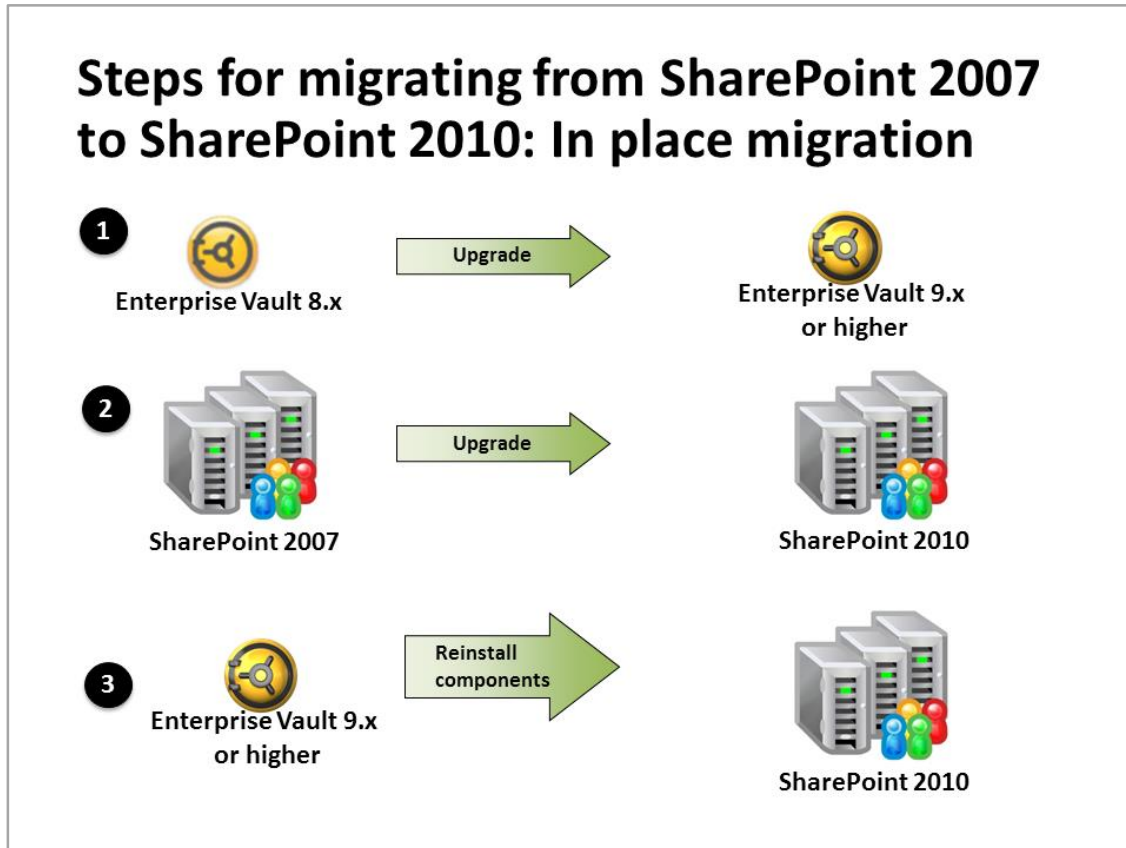 Steps for migrating from SharePoint 2007
to SharePoint 2010: In place migration
1
Upgrade
Enterprise Vault 8.x
Enterprise Vault 9.x
or higher
2
Upgrade
SharePoint 2007
SharePoint 2010
3
Reinstall
components
Enterprise Vault 9.x
or higher
SharePoint 2010